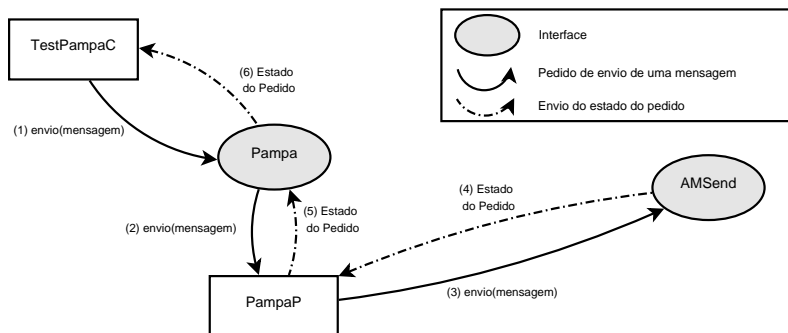 TestPampaC
(6) Estado
do Pedido
(1) envio(mensagem)
Pampa
(2) envio(mensagem)
(5) Estado
do Pedido
PampaP
(4) Estado
do Pedido
AMSend
(3) envio(mensagem)
Interface
Pedido de envio de uma mensagem
Envio do estado do pedido